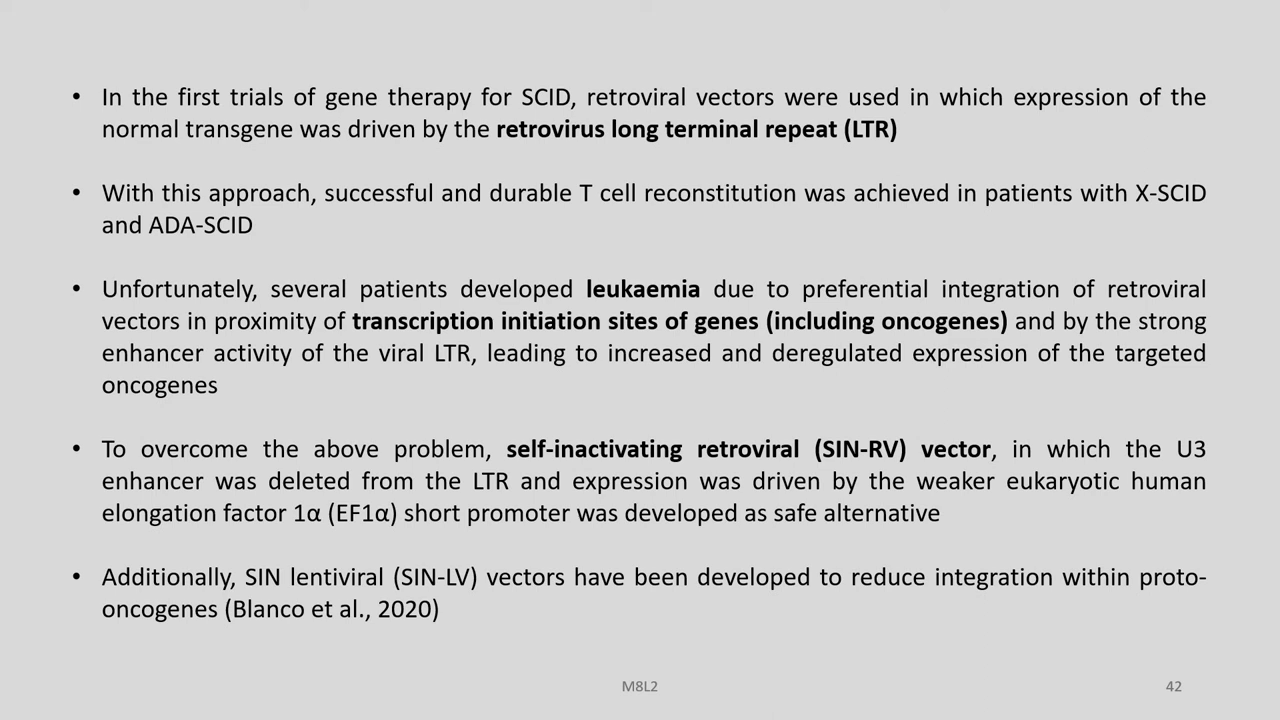 • In the first trials of gene therapy for SCID, retroviral vectors were used in which expression of the
normal transgene was driven by the retrovirus long terminal repeat (LTR)
• With this approach, successful and durable T cell reconstitution was achieved in patients with X-SCID
and ADA-SCID
• Unfortunately, several patients developed leukaemia due to preferential integration of retroviral
vectors in proximity of transcription initiation sites of genes (including oncogenes) and by the strong
enhancer activity of the viral LTR, leading to increased and deregulated expression of the targeted
oncogenes
• To overcome the above problem, self-inactivating retroviral (SIN-RV) vector, in which the U3
enhancer was deleted from the LTR and expression was driven by the weaker eukaryotic human
elongation factor 1α (EF1α) short promoter was developed as safe alternative
• Additionally, SIN lentiviral (SIN-LV) vectors have been developed to reduce integration within proto-
oncogenes (Blanco et al., 2020)
M8L2
42